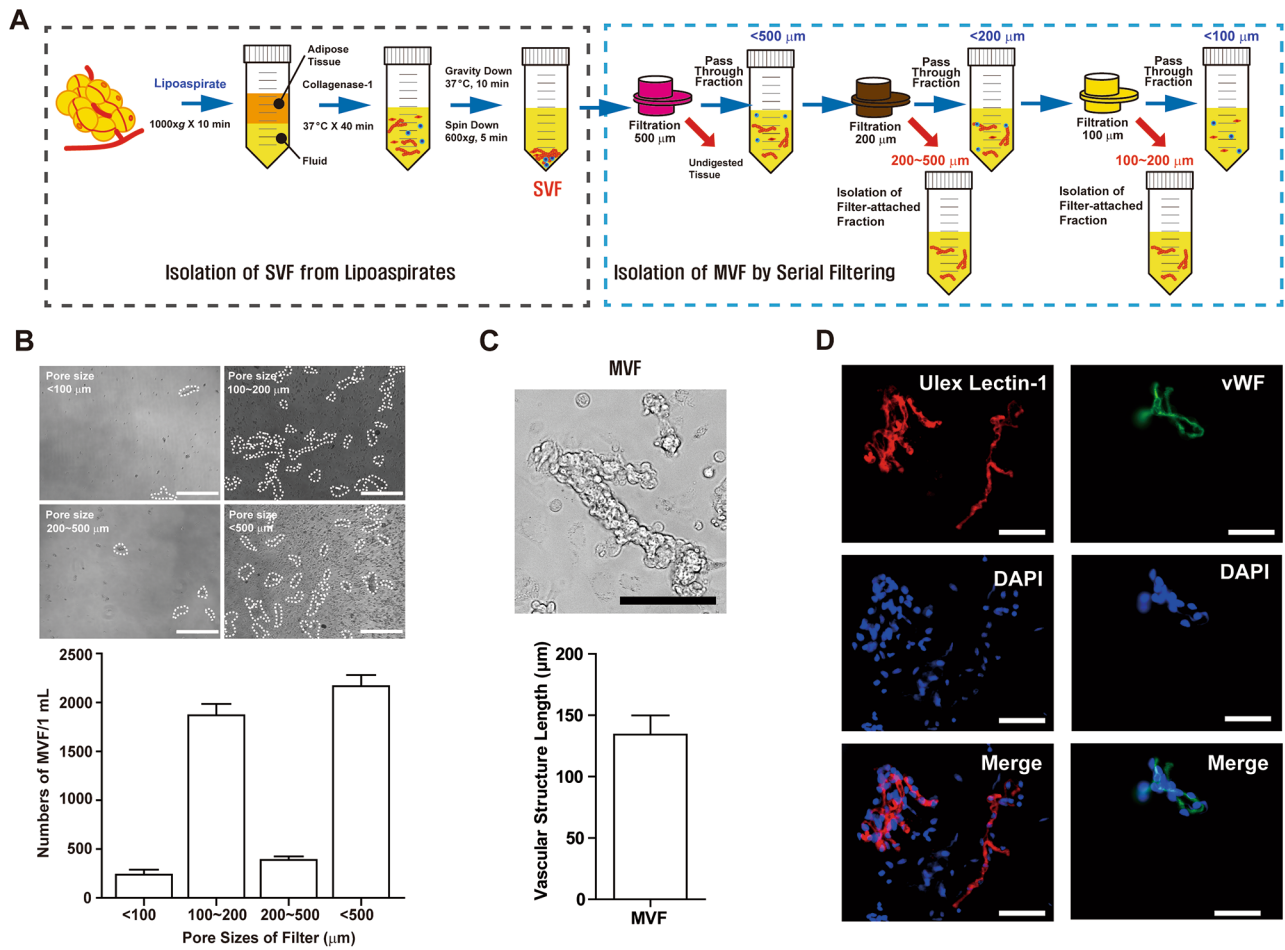 A
Lipoaspirate
1000xg X 10 min
Adipose
Tissue
Fluid
Collagenase-1
37°C X 40 min
Gravity Down
37°C, 10 min
Spin Down
600xg, 5 min
SVF
Isolation of SVF from Lipoaspirates
Filtration
500 μm
Pass
Through
Fraction
Undigested
Tissue
<500 μm
Filtration
200 μm
Pass
Through
Fraction
200~500 μm
Isolation of
Filter-attached
Fraction
<200 μm
Filtration
100 μm
Pass
Through
Fraction
100~200 μm
Isolation of
Filter-attached
Fraction
<100 μm
Isolation of MVF by Serial Filtering
B
Pore size
<100 μm
Pore size
100~200 μm
Pore size
200~500 μm
Pore size
<500 μm
Numbers of MVF/1 mL
2500
2000
1500
1000
500
0
<100
100~200
200~500
<500
Pore Sizes of Filter (μm)
C
MVF
Vascular Structure Length (μm)
200
150
100
50
0
MVF
D
Ulex Lectin-1
vWF
DAPI
DAPI
Merge
Merge